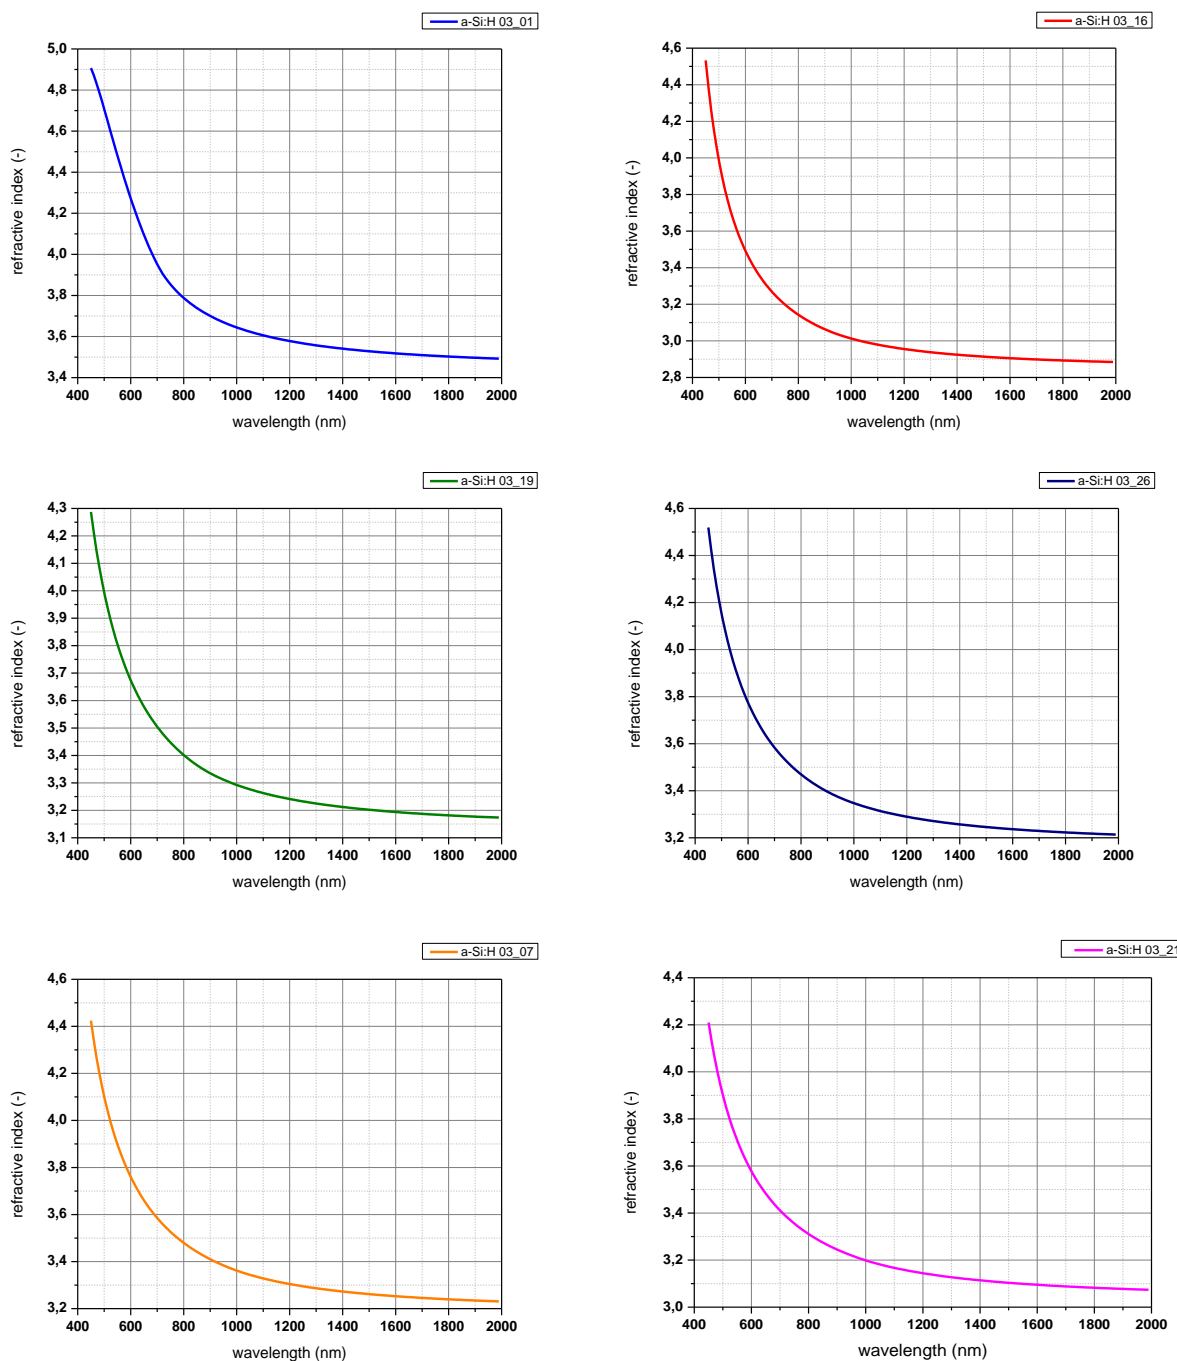 a-Si:H 03_01
5,0
4,8
4,6
4,4
4,2
4,0
3,8
3,6
3,4
refractive index (-)
400 600 800 1000 1200 1400 1600 1800 2000
wavelength (nm)
a-Si:H 03_16
4,6
4,4
4,2
4,0
3,8
3,6
3,4
3,2
3,0
2,8
refractive index (-)
400 600 800 1000 1200 1400 1600 1800 2000
wavelength (nm)
a-Si:H 03_19
4,3
4,2
4,1
4,0
3,9
3,8
3,7
3,6
3,5
3,4
3,3
3,2
3,1
refractive index (-)
400 600 800 1000 1200 1400 1600 1800 2000
wavelength (nm)
a-Si:H 03_26
4,6
4,4
4,2
4,0
3,8
3,6
3,4
3,2
refractive index (-)
400 600 800 1000 1200 1400 1600 1800 2000
wavelength (nm)
a-Si:H 03_07
4,6
4,4
4,2
4,0
3,8
3,6
3,4
3,2
refractive index (-)
400 600 800 1000 1200 1400 1600 1800 2000
wavelength (nm)
a-Si:H 03_21
4,4
4,2
4,0
3,8
3,6
3,4
3,2
3,0
refractive index (-)
400 600 800 1000 1200 1400 1600 1800 2000
wavelength (nm)